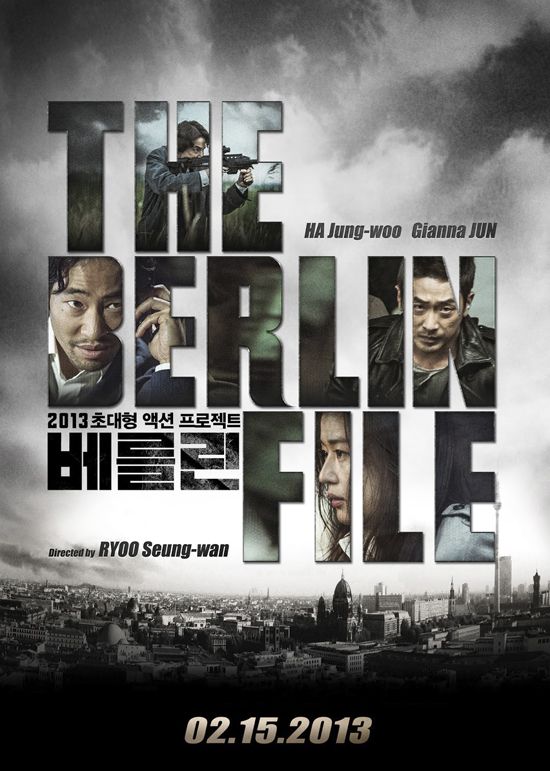 THE
HA Jung-woo Gianna JUN
BERLIN
2013 초대형 액션 프로젝트
베를린
FILE
Directed by RYOO Seung-wan
02.15.2013